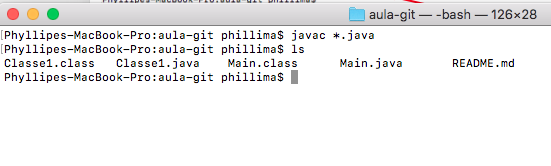 aula-git — -bash — 126×28
[Phyllipes-MacBook-Pro:aula-git phillima$ javac *.java
[Phyllipes-MacBook-Pro:aula-git phillima$ ls
Classe1.class Classe1.java Main.class Main.java README.md
Phyllipes-MacBook-Pro:aula-git phillima$